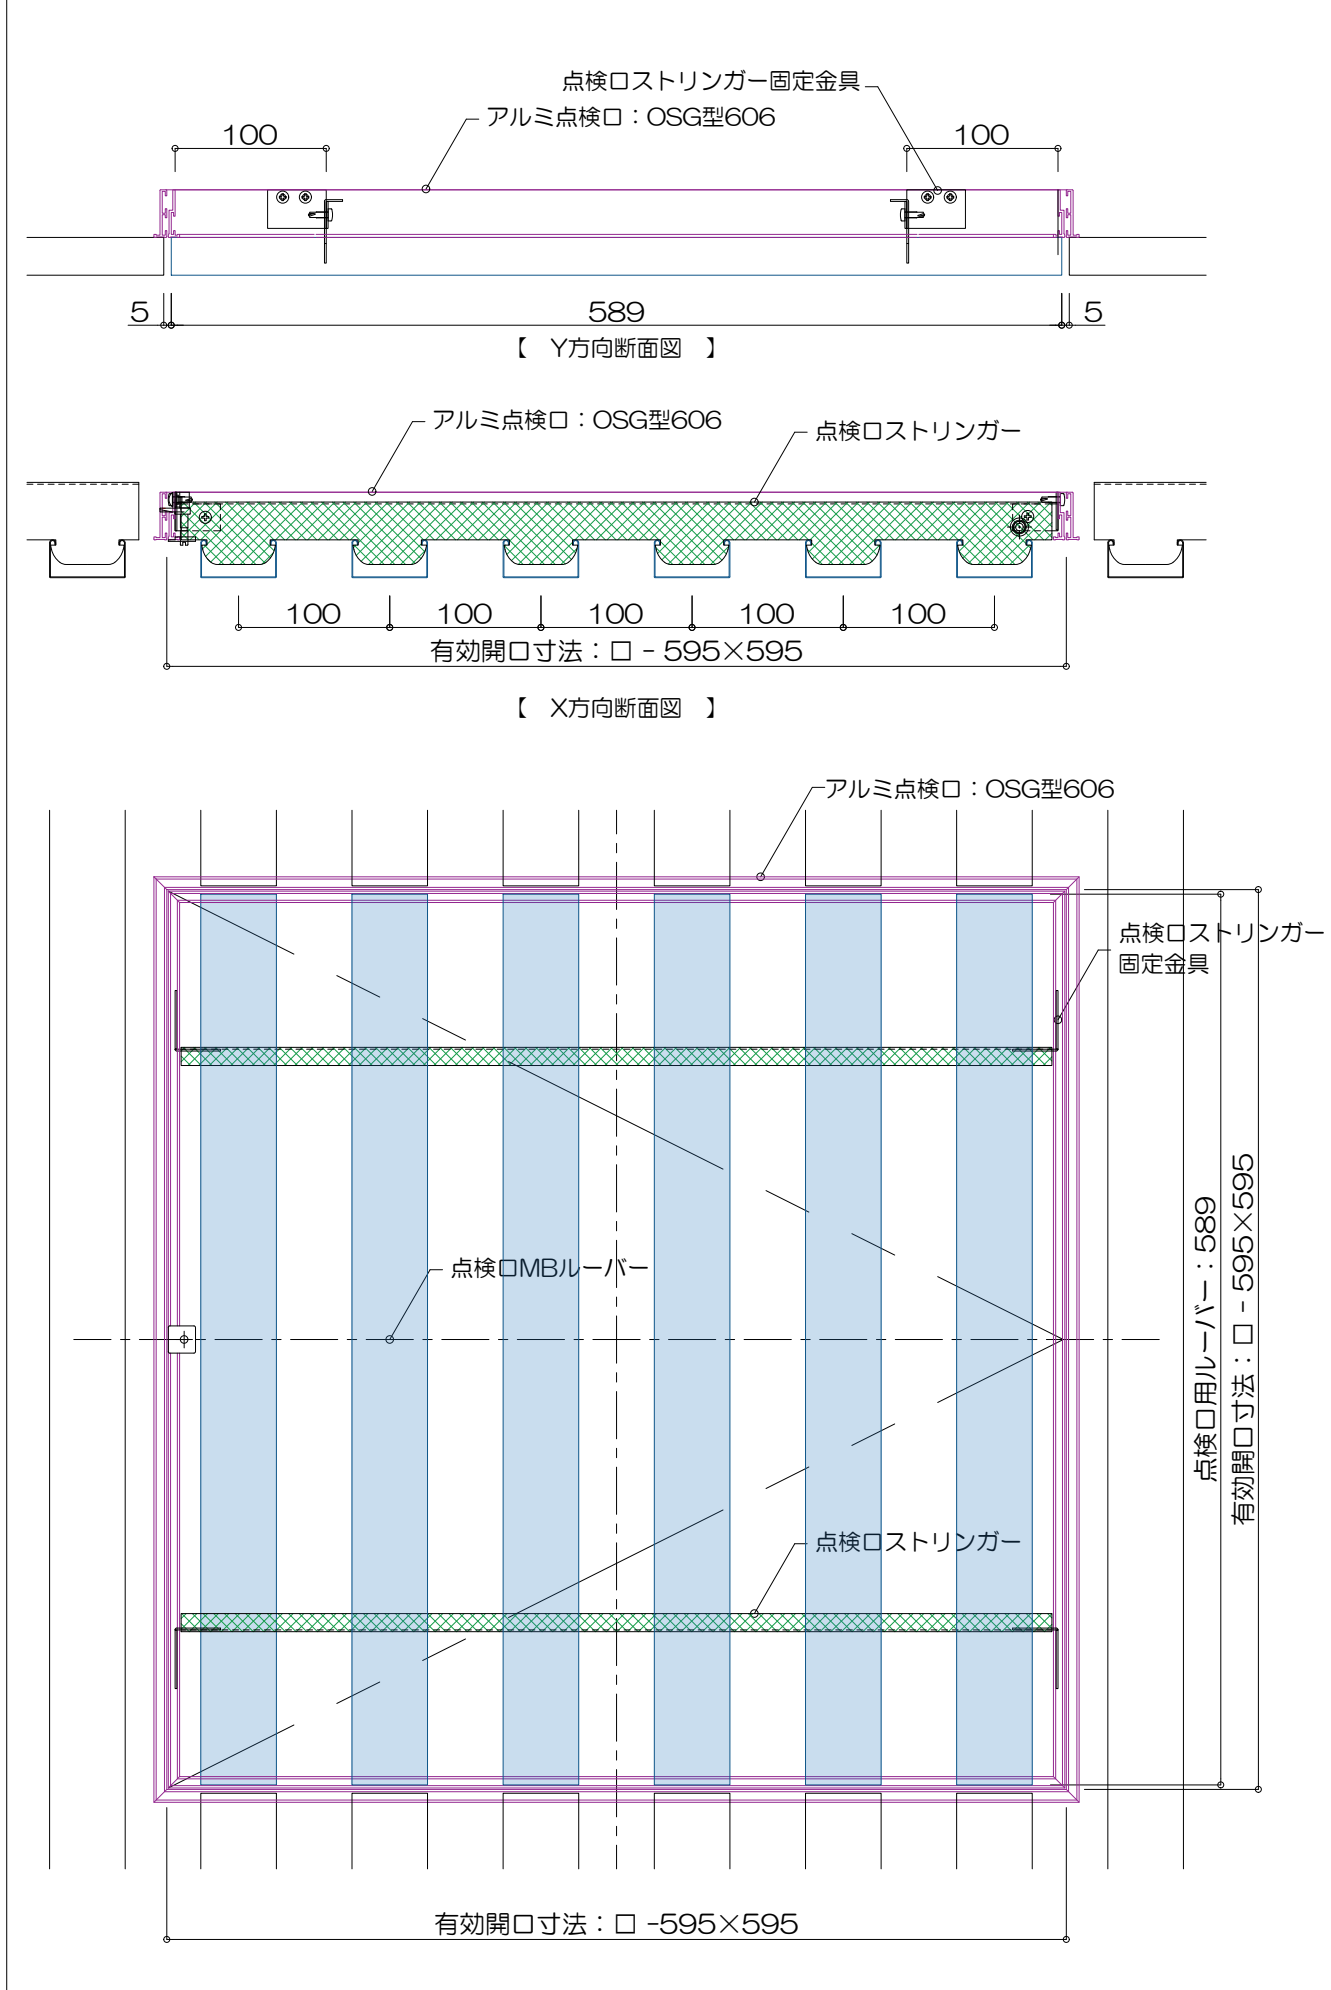 点検口ストリンガー固定金具
アルミ点検口：OSG型606
100
100
5
589
5
【　Y方向断面図　】
アルミ点検口：OSG型606
点検口ストリンガー
100
100
100
100
100
有効開口寸法：□ - 595×595
【　X方向断面図　】
アルミ点検口：OSG型606
点検口ストリンガー
固定金具
点検口MBルーバー
点検口用ルーバー：589
有効開口寸法：□ - 595×595
点検口ストリンガー
有効開口寸法：□ -595×595